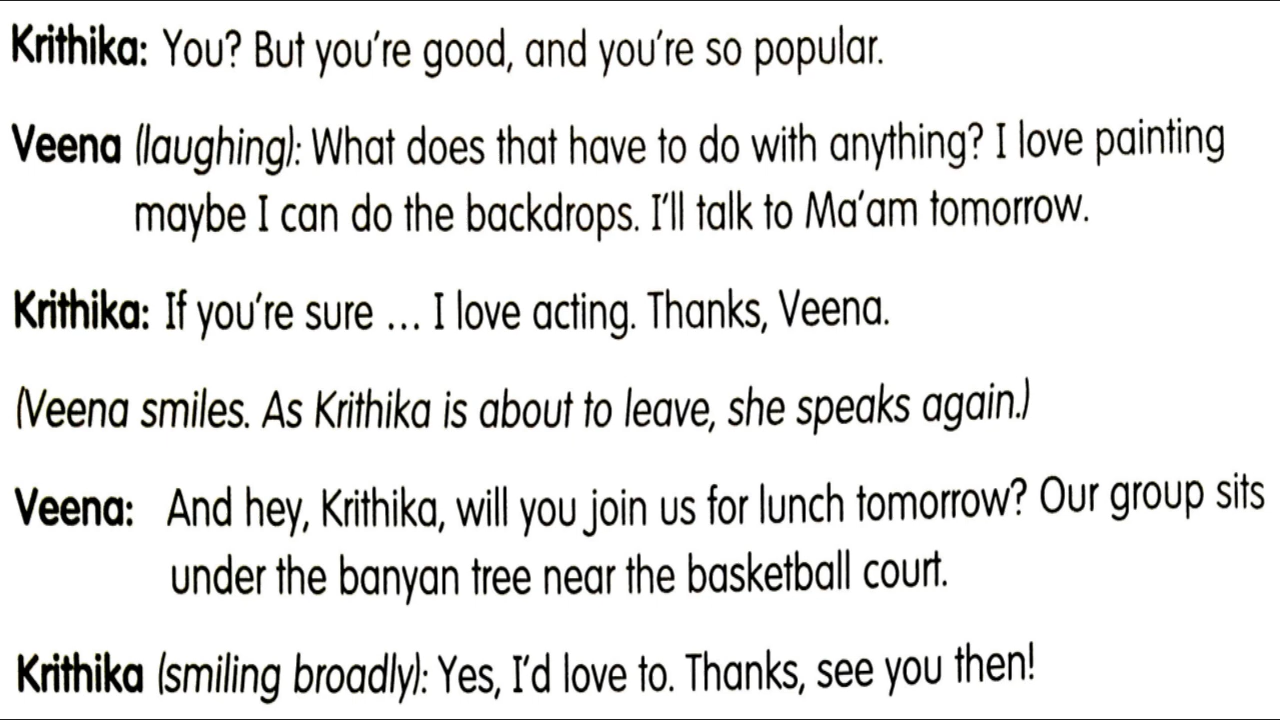 Krithika: You? But you're good, and you're so popular.
Veena (laughing): What does that have to do with anything? I love painting
maybe I can do the backdrops. I'll talk to Ma'am tomorrow.
Krithika: If you're sure ... I love acting. Thanks, Veena.
(Veena smiles. As Krithika is about to leave, she speaks again.)
Veena: And hey, Krithika, will you join us for lunch tomorrow? Our group sits
under the banyan tree near the basketball court.
Krithika (smiling broadly): Yes, I'd love to. Thanks, see you then!